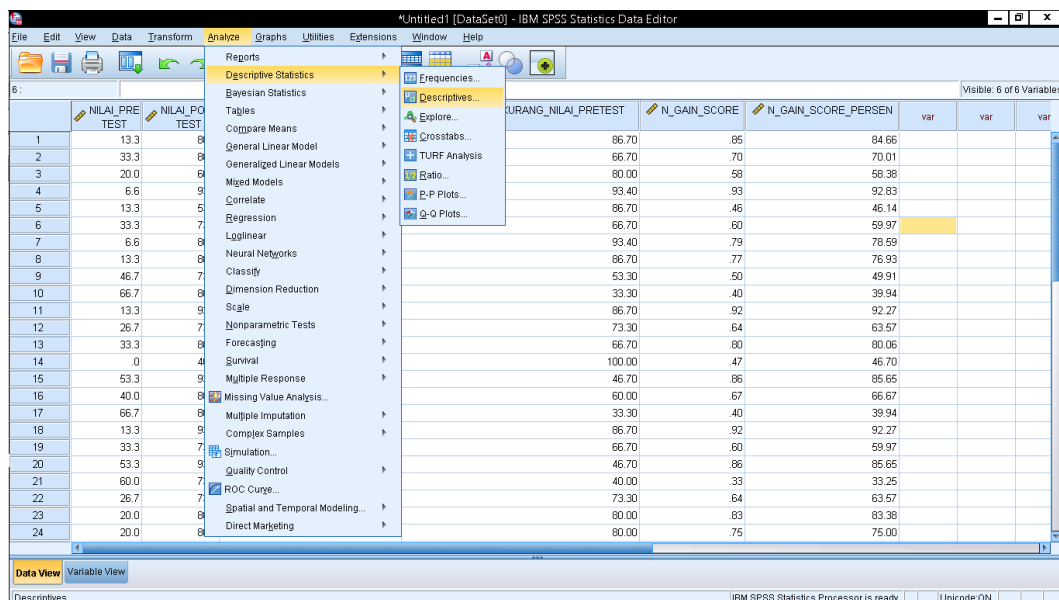 *Untitled1 [DataSet0] - IBM SPSS Statistics Data Editor
File Edit View Data Transform Analyze Graphs Utilities Extensions Window Help
6 :
Visible: 6 of 6 Variables
Reports
Descriptive Statistics
Bayesian Statistics
Tables
Compare Means
General Linear Model
Generalized Linear Models
Mixed Models
Correlate
Regression
Loglinear
Neural Networks
Classify
Dimension Reduction
Scale
Nonparametric Tests
Forecasting
Survival
Multiple Response
Missing Value Analysis...
Multiple Imputation
Complex Samples
Simulation...
Quality Control
ROC Curve...
Spatial and Temporal Modeling...
Direct Marketing
Frequencies...
Descriptives...
Explore...
Crosstabs...
TURF Analysis
Ratio...
P-P Plots...
Q-Q Plots...
NILAI_PRETEST NILAI_PO TEST KURANG_NILAI_PRETEST N_GAIN_SCORE N_GAIN_SCORE_PERSEN var var var
1 13.3 86.70 .85 84.66
2 33.3 66.70 .70 70.01
3 20.0 80.00 .58 58.38
4 6.6 93.40 .93 92.83
5 13.3 86.70 .46 46.14
6 33.3 66.70 .60 59.97
7 6.6 93.40 .79 78.59
8 13.3 86.70 .77 76.93
9 46.7 53.30 .50 49.91
10 66.7 33.30 .40 39.94
11 13.3 86.70 .92 92.27
12 26.7 73.30 .64 63.57
13 33.3 66.70 .80 80.06
14 .0 100.00 .47 46.70
15 53.3 46.70 .86 85.65
16 40.0 60.00 .67 66.67
17 66.7 33.30 .40 39.94
18 13.3 86.70 .92 92.27
19 33.3 66.70 .60 59.97
20 53.3 46.70 .86 85.65
21 60.0 40.00 .33 33.25
22 26.7 73.30 .64 63.57
23 20.0 80.00 .83 83.38
24 20.0 80.00 .75 75.00
Data View Variable View
Descriptives... IBM SPSS Statistics Processor is ready Unicode:ON